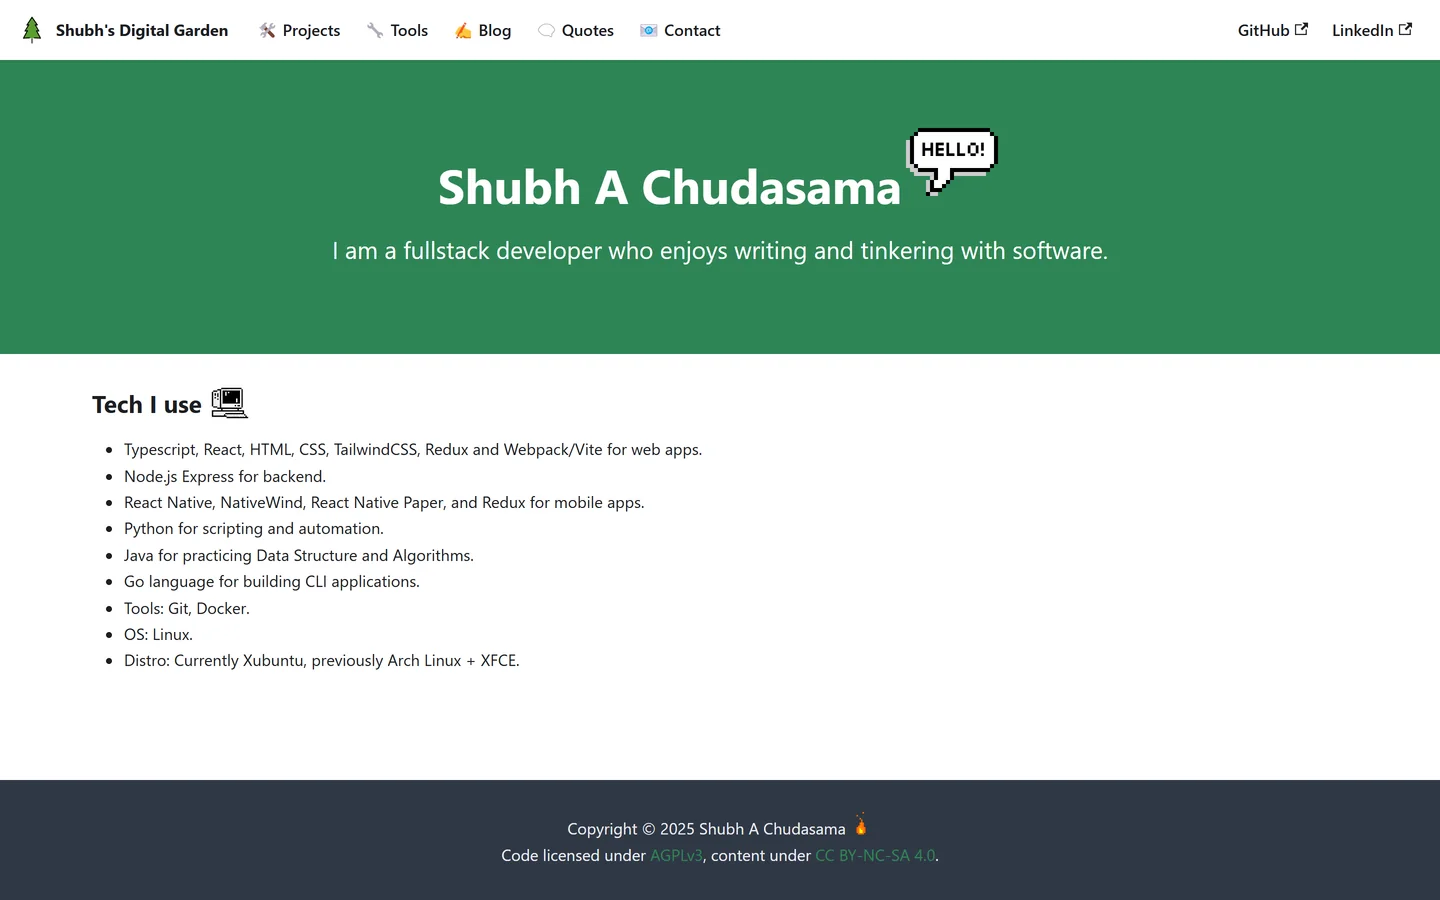 Shubh's Digital Garden
🛠️ Projects
🔧 Tools
✍️ Blog
🗨️ Quotes
📧 Contact
GitHub
LinkedIn
HELLO!
Shubh A Chudasama
I am a fullstack developer who enjoys writing and tinkering with software.
Tech I use
Typescript, React, HTML, CSS, TailwindCSS, Redux and Webpack/Vite for web apps.
Node.js Express for backend.
React Native, NativeWind, React Native Paper, and Redux for mobile apps.
Python for scripting and automation.
Java for practicing Data Structure and Algorithms.
Go language for building CLI applications.
Tools: Git, Docker.
OS: Linux.
Distro: Currently Xubuntu, previously Arch Linux + XFCE.
Copyright © 2025 Shubh A Chudasama
Code licensed under AGPLv3, content under CC BY-NC-SA 4.0.